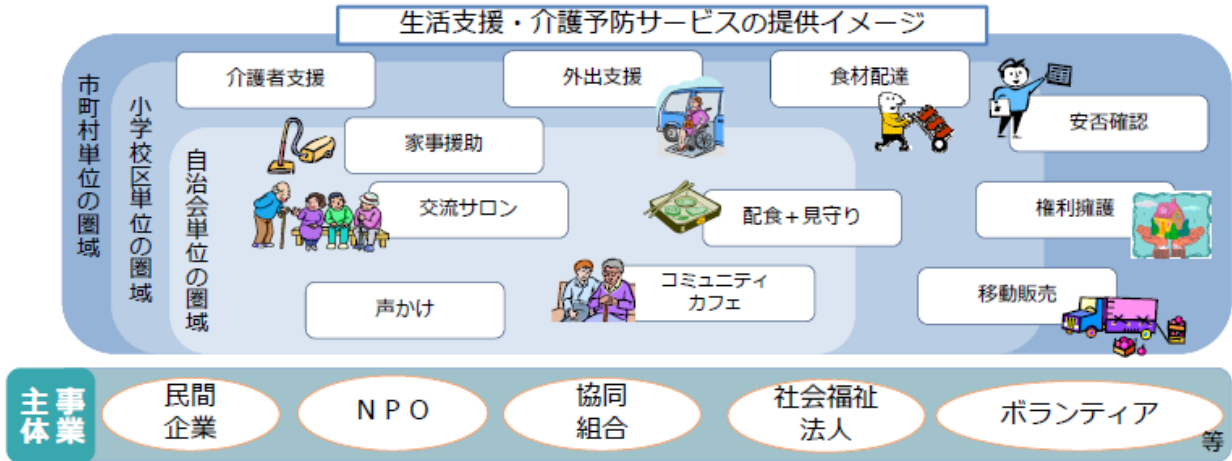 生活支援・介護予防サービスの提供イメージ
市町村単位の圏域
小学校区単位の圏域
自治会単位の圏域
介護者支援
外出支援
食材配達
安否確認
家事援助
交流サロン
配食+見守り
権利擁護
声かけ
コミュニティ
カフェ
移動販売
事業
主体
民間
企業
NPO
協同
組合
社会福祉
法人
ボランティア
等